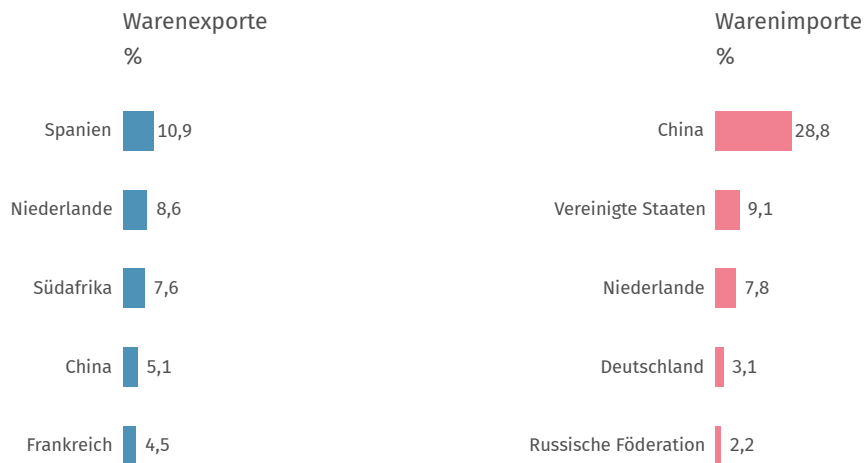 Warenexporte
%
Spanien 10,9
Niederlande 8,6
Südafrika 7,6
China 5,1
Frankreich 4,5
Warenimporte
%
China 28,8
Vereinigte Staaten 9,1
Niederlande 7,8
Deutschland 3,1
Russische Föderation 2,2